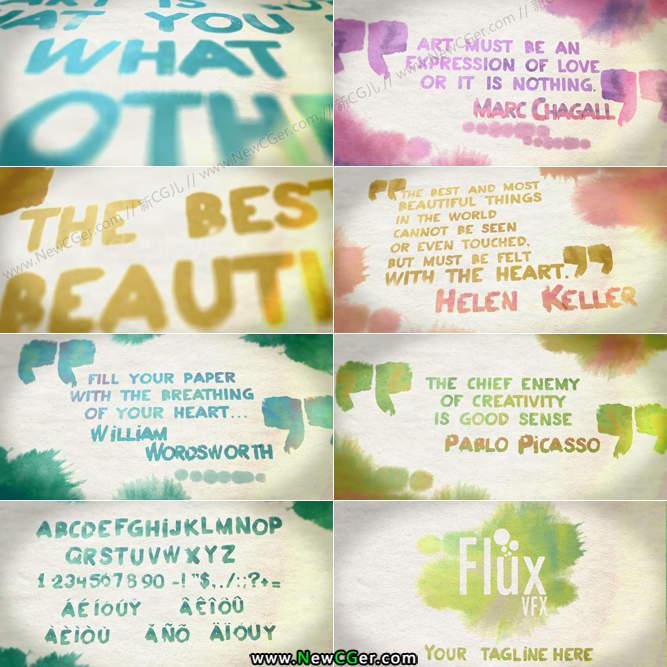 ART IS
HAT YOU
WHAT
OTH
ART MUST BE AN
EXPRESSION OF LOVE
OR IT IS NOTHING.
MARC CHAGALL
THE BEST
BEAUTI
THE BEST AND MOST
BEAUTIFUL THINGS
IN THE WORLD
CANNOT BE SEEN
OR EVEN TOUCHED,
BUT MUST BE FELT
WITH THE HEART.
HELEN KELLER
FILL YOUR PAPER
WITH THE BREATHING
OF YOUR HEART...
WiLLiAM
WORDSWORTH
THE CHIEF ENEMY
OF CREATIVITY
IS GOOD SENSE
PABLO PiCASSO
ABCDEFGHiJKLMNOP
QRSTUVWXYZ
1234567890 -!"$,./:;?+=
ÁÉÍÓÚÝ ÂÊÎÔÛ
ÀÈÌÒÙ ÃÑÕ ÄÏÖÜŸ
Flüx
VFX
YOUR TAGLINE HERE
www.NewCGer.com // 新CG儿 //
www.NewCGer.com